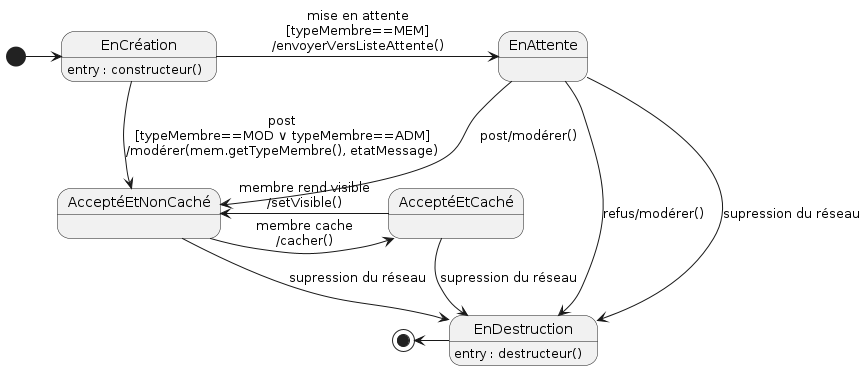 mise en attente
[typeMembre==MEM]
/envoyerVersListeAttente()
EnCréation
entry : constructeur()
EnAttente
post
[typeMembre==MOD ∨ typeMembre==ADM]
/modérer(mem.getTypeMembre(), etatMessage)
post/modérer()
membre rend visible
/setVisible()
AcceptéEtNonCaché
AcceptéEtCaché
membre cache
/cacher()
refus/modérer()
supression du réseau
supression du réseau
supression du réseau
EnDestruction
entry : destructeur()